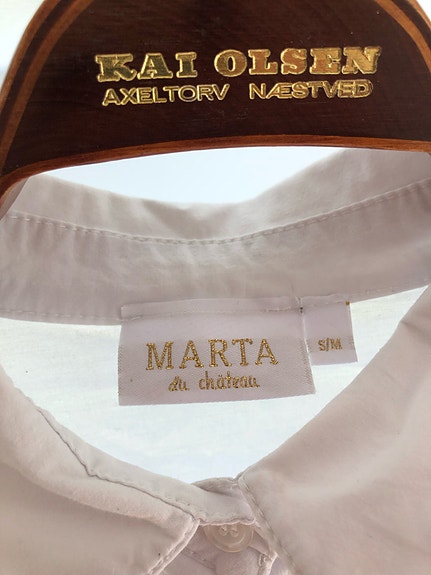 KAI OLSEN
AXELTORV NÆSTVED
MARTA
du château
S/M